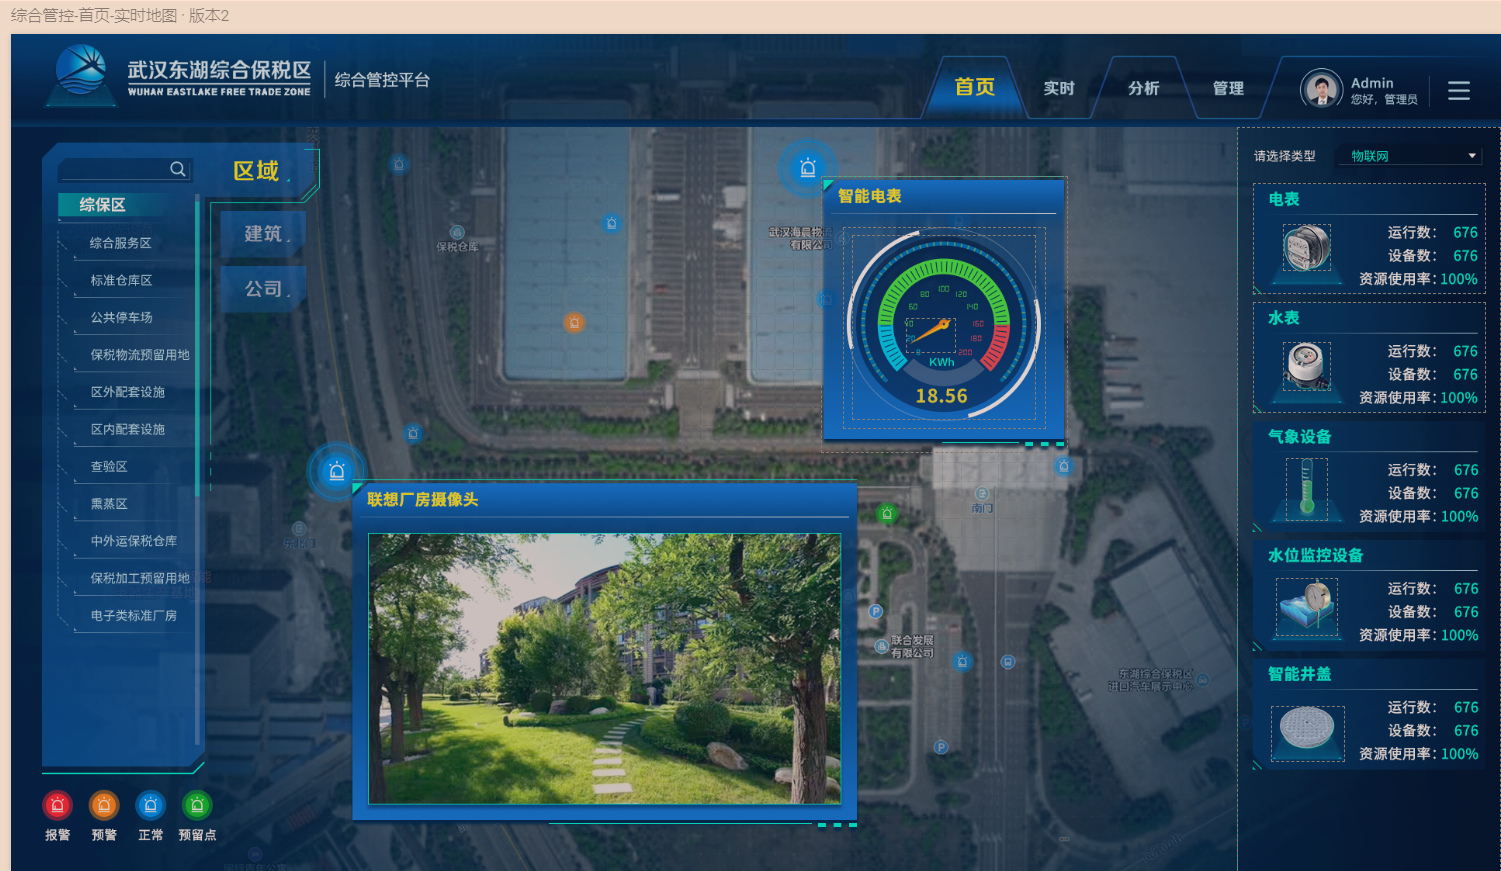 综合管控-首页-实时地图 · 版本2
武汉东湖综合保税区
WUHAN EASTLAKE FREE TRADE ZONE
综合管控平台
首页
实时
分析
管理
Admin
您好，管理员
区域
建筑
公司
综保区
综合服务区
标准仓库区
公共停车场
保税物流预留用地
区外配套设施
区内配套设施
查验区
熏蒸区
中外运保税仓库
保税加工预留用地
电子类标准厂房
报警
预警
正常
预留点
保税仓库
武汉海晨物
有限公司
智能电表
0
20
40
60
80
100
120
140
160
180
200
KWh
18.56
联想厂房摄像头
南门
P
联合发展
有限公司
P
东湖综合保税区
进口汽车展示中心
请选择类型
物联网
电表
运行数： 676
设备数： 676
资源使用率：100%
水表
运行数： 676
设备数： 676
资源使用率：100%
气象设备
运行数： 676
设备数： 676
资源使用率：100%
水位监控设备
运行数： 676
设备数： 676
资源使用率：100%
智能井盖
运行数： 676
设备数： 676
资源使用率：100%